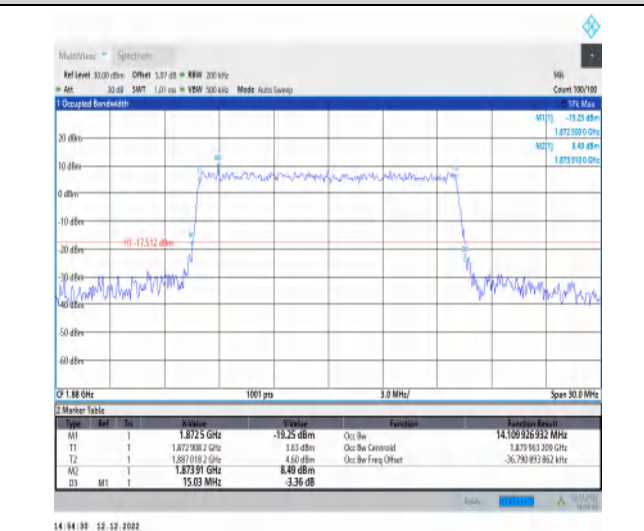 MultiView Spectrum
Ref Level 30.00 dBm Offset 5.07 dB RBW 200 kHz SGL
Att 30 dB SWT 1.01 ms VBW 500 kHz Mode Auto Sweep Count 100/100
1 Occupied Bandwidth 1Pk Max
M1[1] -19.25 dBm
1.872 500 0 GHz
20 dBm
M2[1] 8.49 dBm
1.873 910 0 GHz
10 dBm
0 dBm
-10 dBm
H1 -17.512 dBm
-20 dBm
-30 dBm
-40 dBm
-50 dBm
-60 dBm
CF 1.88 GHz 1001 pts 3.0 MHz/ Span 30.0 MHz
2 Marker Table
Type Ref Trc X-Value Y-Value Function Function Result
M1 1 1.8725 GHz -19.25 dBm Occ Bw 14.109 926 932 MHz
T1 1 1.872 908 2 GHz Occ Bw Centroid 1.879 963 209 GHz
T2 1 1.887 018 2 GHz 4.60 dBm Occ Bw Freq Offset -36.790 893 862 kHz
M2 1 1.87391 GHz 8.49 dBm
D3 M1 1 15.03 MHz -3.36 dB
14:54:30 12.12.2022